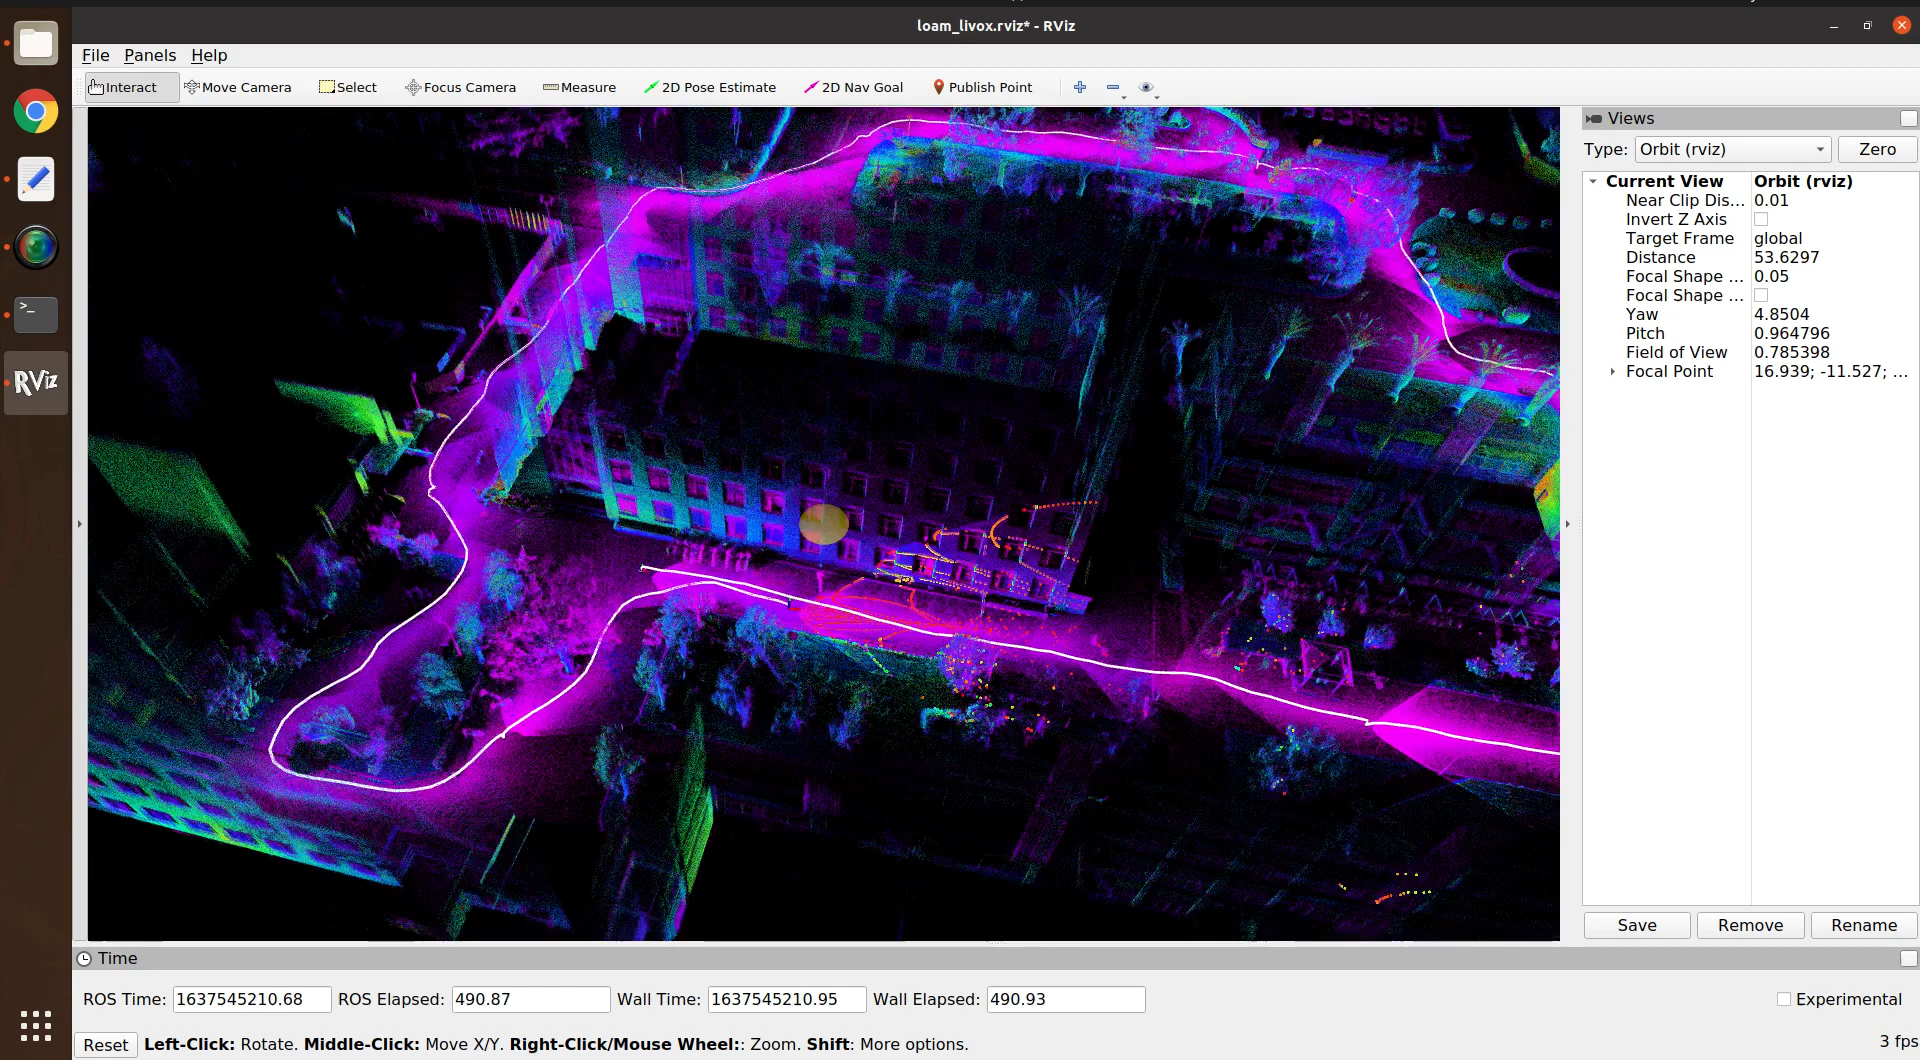 loam_livox.rviz* - RViz
File Panels Help
Interact Move Camera Select Focus Camera Measure 2D Pose Estimate 2D Nav Goal Publish Point
Views
Type: Orbit (rviz) Zero
Current View Orbit (rviz)
Near Clip Dis... 0.01
Invert Z Axis
Target Frame global
Distance 53.6297
Focal Shape ... 0.05
Focal Shape ...
Yaw 4.8504
Pitch 0.964796
Field of View 0.785398
Focal Point 16.939; -11.527; ...
>_
RViz
Save Remove Rename
Time
ROS Time: 1637545210.68 ROS Elapsed: 490.87 Wall Time: 1637545210.95 Wall Elapsed: 490.93 Experimental
Reset Left-Click: Rotate. Middle-Click: Move X/Y. Right-Click/Mouse Wheel:: Zoom. Shift: More options. 3 fps